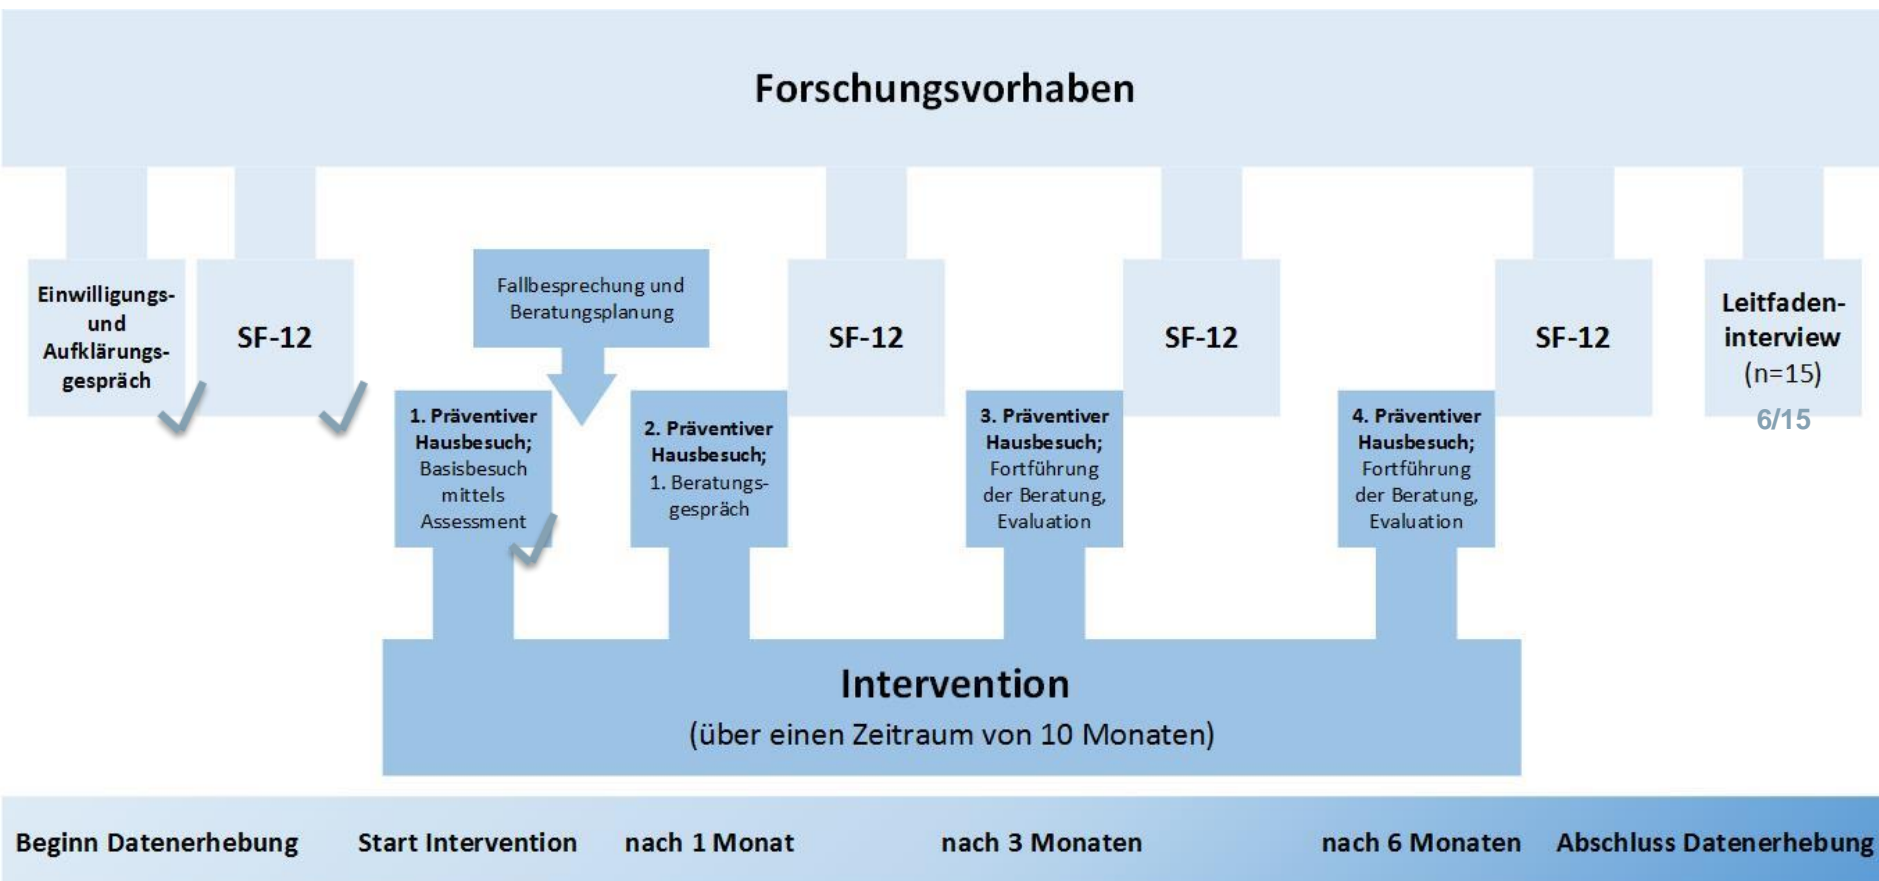 Forschungsvorhaben
Einwilligungs-
und
Aufklärungs-
gespräch
SF-12
Fallbesprechung und
Beratungsplanung
SF-12
SF-12
SF-12
Leitfaden-
interview
(n=15)
6/15
1. Präventiver
Hausbesuch;
Basisbesuch
mittels
Assessment
2. Präventiver
Hausbesuch;
1. Beratungs-
gespräch
3. Präventiver
Hausbesuch;
Fortführung
der Beratung,
Evaluation
4. Präventiver
Hausbesuch;
Fortführung
der Beratung,
Evaluation
Intervention
(über einen Zeitraum von 10 Monaten)
Beginn Datenerhebung
Start Intervention
nach 1 Monat
nach 3 Monaten
nach 6 Monaten
Abschluss Datenerhebung